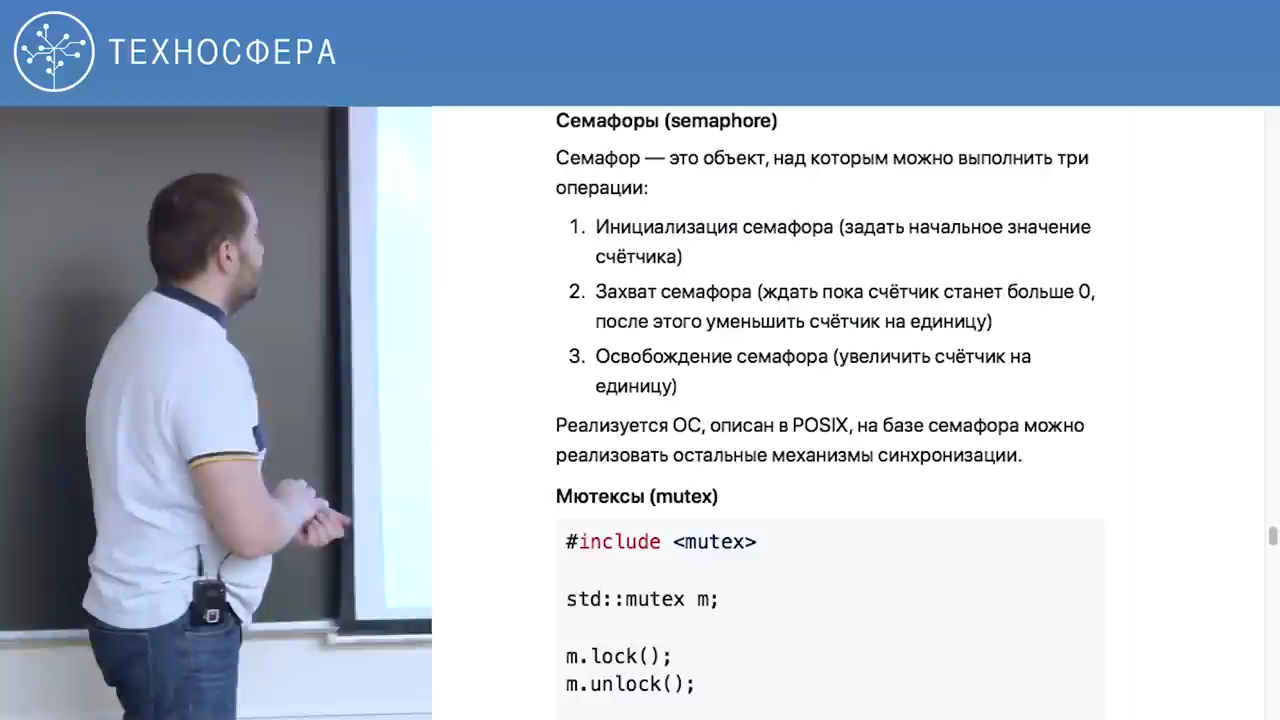 ТЕХНОСФЕРА
Семафоры (semaphore)
Семафор — это объект, над которым можно выполнить три
операции:
1. Инициализация семафора (задать начальное значение
счётчика)
2. Захват семафора (ждать пока счётчик станет больше 0,
после этого уменьшить счётчик на единицу)
3. Освобождение семафора (увеличить счётчик на
единицу)
Реализуется ОС, описан в POSIX, на базе семафора можно
реализовать остальные механизмы синхронизации.
Мютексы (mutex)
#include <mutex>
std::mutex m;
m.lock();
m.unlock();